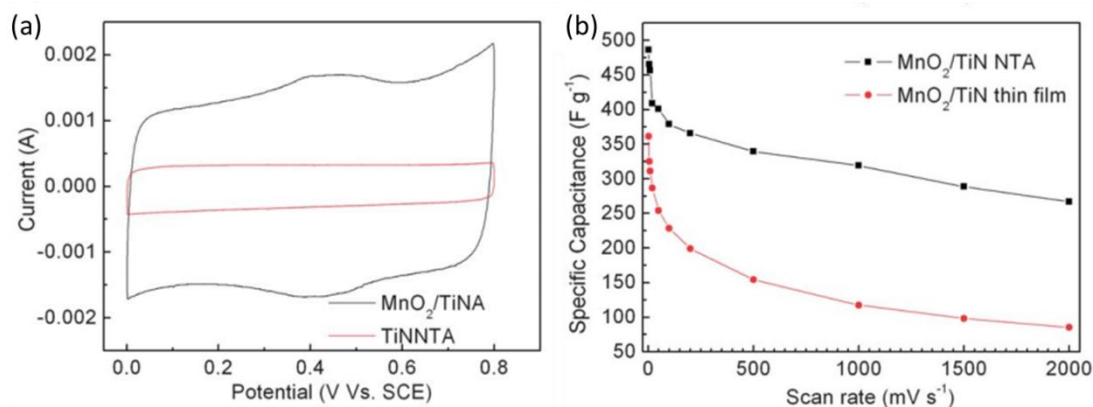 (a)
0.002
0.001
0.000
-0.001
-0.002
Current (A)
MnO₂/TiNA
TiNNTA
0.0 0.2 0.4 0.6 0.8
Potential (V Vs. SCE)
(b)
500
450
400
350
300
250
200
150
100
50
Specific Capacitance (F g⁻¹)
MnO₂/TiN NTA
MnO₂/TiN thin film
0 500 1000 1500 2000
Scan rate (mV s⁻¹)